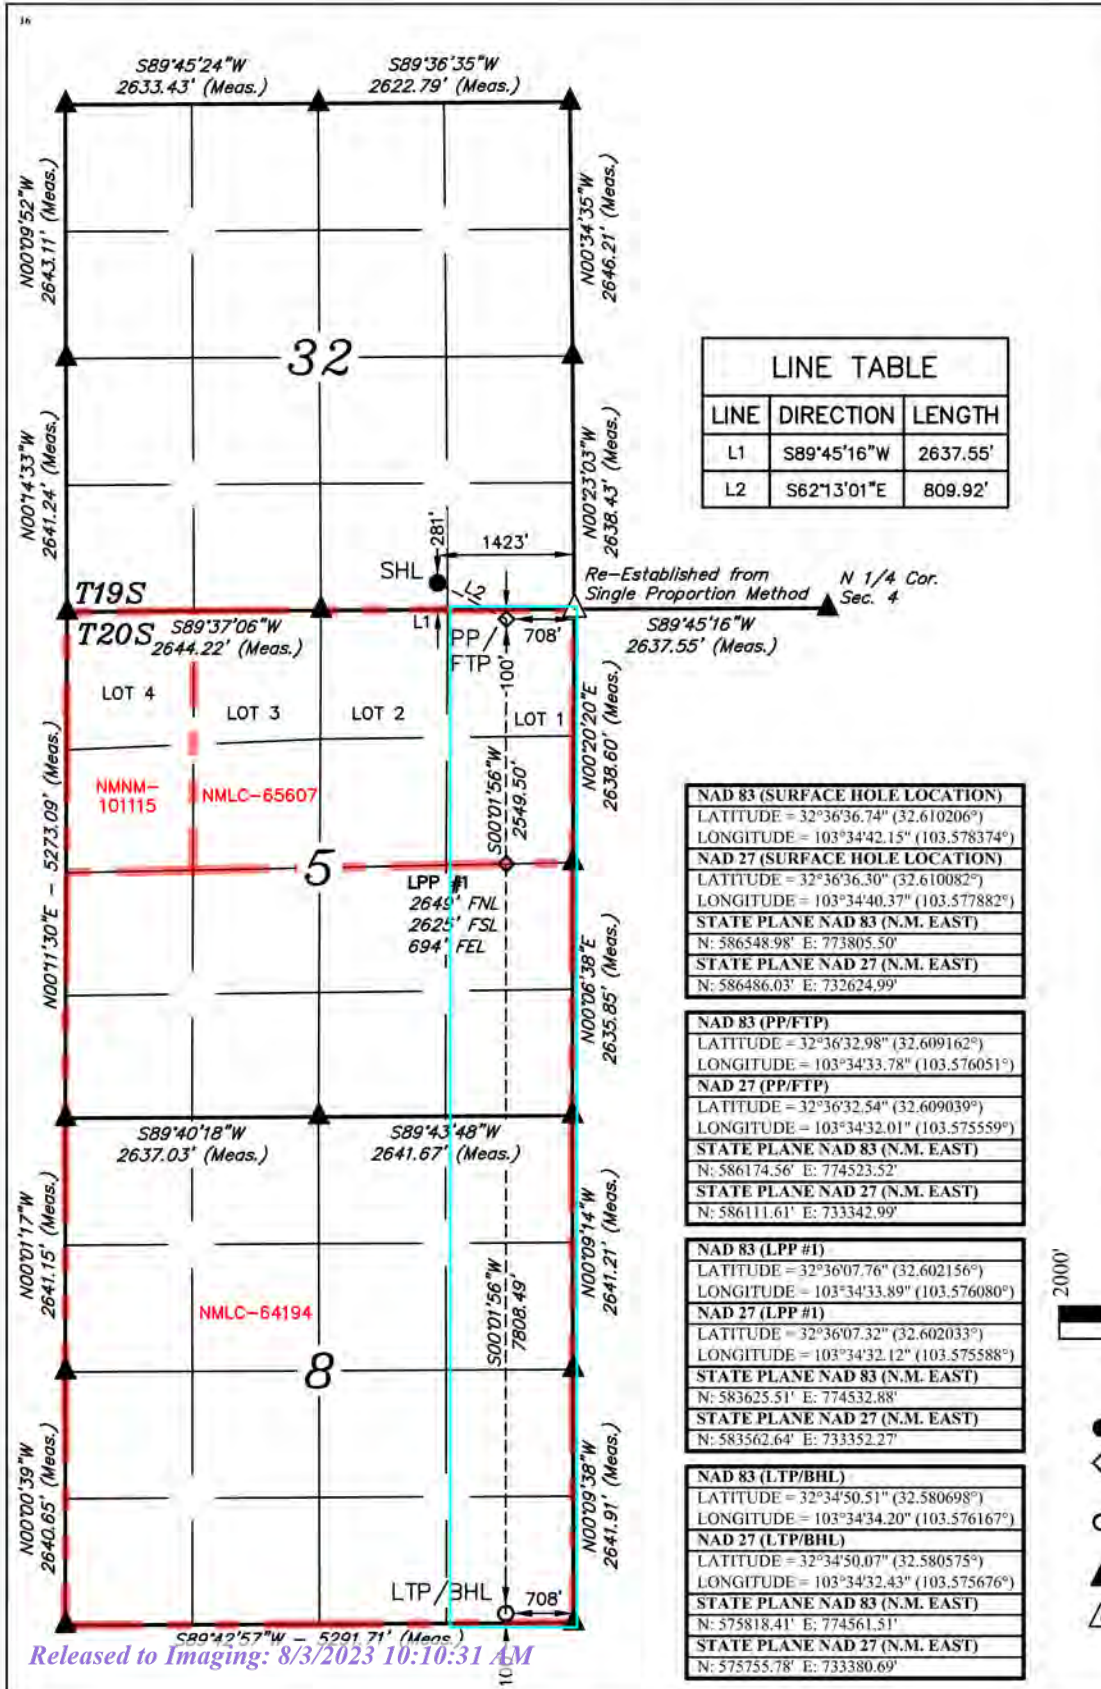 16
S89°45'24"W
2633.43' (Meas.)
S89°36'35"W
2622.79' (Meas.)
N00°09'52"W
2643.11' (Meas.)
N00°34'35"W
2646.21' (Meas.)
32
N00°14'33"W
2641.24' (Meas.)
N00°23'03"W
2638.43' (Meas.)
LINE TABLE
LINE DIRECTION LENGTH
L1 S89°45'16"W 2637.55'
L2 S62°13'01"E 809.92'
281'
1423'
SHL
L2
Re-Established from
Single Proportion Method
N 1/4 Cor.
Sec. 4
T19S
T20S
S89°37'06"W
2644.22' (Meas.)
L1
PP/
FTP
100'
708'
S89°45'16"W
2637.55' (Meas.)
LOT 4
LOT 3
LOT 2
LOT 1
N00°11'30"E - 5273.09' (Meas.)
NMNM-
101115
NMLC-65607
S00°01'56"W
2549.50'
N00°20'20"E
2638.60' (Meas.)
5
LPP #1
2649' FNL
2625' FSL
694' FEL
N00°06'38"E
2635.85' (Meas.)
S89°40'18"W
2637.03' (Meas.)
S89°43'48"W
2641.67' (Meas.)
N00°01'17"W
2641.15' (Meas.)
NMLC-64194
S00°01'56"W
7808.49'
N00°09'14"W
2641.21' (Meas.)
8
N00°00'39"W
2640.65' (Meas.)
N00°09'38"W
2641.91' (Meas.)
LTP/BHL
708'
S89°42'57"W - 5291.71' (Meas.)
Released to Imaging: 8/3/2023 10:10:31 AM
NAD 83 (SURFACE HOLE LOCATION)
LATITUDE = 32°36'36.74" (32.610206°)
LONGITUDE = 103°34'42.15" (103.578374°)
NAD 27 (SURFACE HOLE LOCATION)
LATITUDE = 32°36'36.30" (32.610082°)
LONGITUDE = 103°34'40.37" (103.577882°)
STATE PLANE NAD 83 (N.M. EAST)
N: 586548.98' E: 773805.50'
STATE PLANE NAD 27 (N.M. EAST)
N: 586486.03' E: 732624.99'
NAD 83 (PP/FTP)
LATITUDE = 32°36'32.98" (32.609162°)
LONGITUDE = 103°34'33.78" (103.576051°)
NAD 27 (PP/FTP)
LATITUDE = 32°36'32.54" (32.609039°)
LONGITUDE = 103°34'32.01" (103.575559°)
STATE PLANE NAD 83 (N.M. EAST)
N: 586174.56' E: 774523.52'
STATE PLANE NAD 27 (N.M. EAST)
N: 586111.61' E: 733342.99'
NAD 83 (LPP #1)
LATITUDE = 32°36'07.76" (32.602156°)
LONGITUDE = 103°34'33.89" (103.576080°)
NAD 27 (LPP #1)
LATITUDE = 32°36'07.32" (32.602033°)
LONGITUDE = 103°34'32.12" (103.575588°)
STATE PLANE NAD 83 (N.M. EAST)
N: 583625.51' E: 774532.88'
STATE PLANE NAD 27 (N.M. EAST)
N: 583562.64' E: 733352.27'
NAD 83 (LTP/BHL)
LATITUDE = 32°34'50.51" (32.580698°)
LONGITUDE = 103°34'34.20" (103.576167°)
NAD 27 (LTP/BHL)
LATITUDE = 32°34'50.07" (32.580575°)
LONGITUDE = 103°34'32.43" (103.575676°)
STATE PLANE NAD 83 (N.M. EAST)
N: 575818.41' E: 774561.51'
STATE PLANE NAD 27 (N.M. EAST)
N: 575755.78' E: 733380.69'
2000'